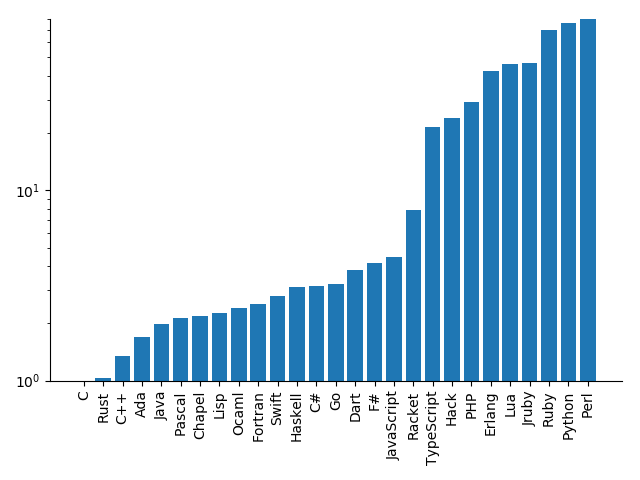 10¹
10⁰
C
Rust
C++
Ada
Java
Pascal
Chapel
Lisp
Ocaml
Fortran
Swift
Haskell
C#
Go
Dart
F#
JavaScript
Racket
TypeScript
Hack
PHP
Erlang
Lua
Jruby
Ruby
Python
Perl